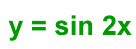 y = sin 2x